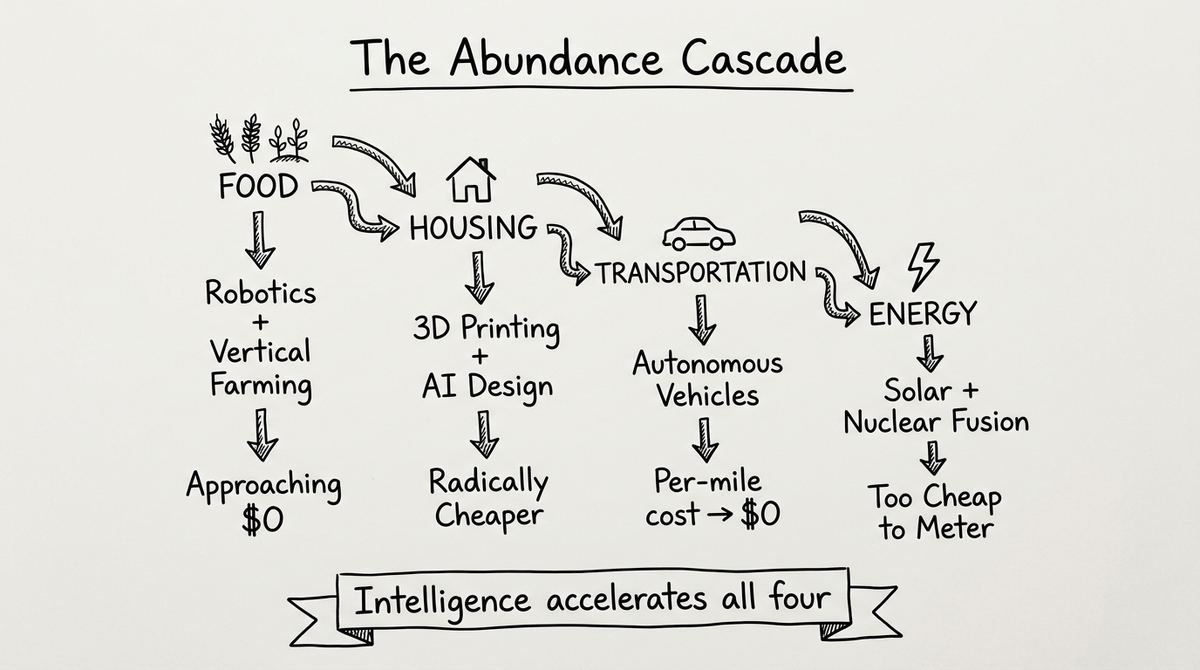 The Abundance Cascade
FOOD
Robotics
+
Vertical
Farming
Approaching
$0
HOUSING
3D Printing
+
AI Design
Radically
Cheaper
TRANSPORTATION
Autonomous
Vehicles
Per-mile
cost → $0
ENERGY
Solar +
Nuclear Fusion
Too Cheap
to Meter
Intelligence accelerates all four